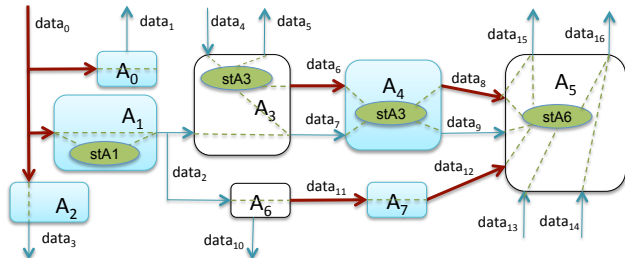 data0
data1
data4
data5
data15
data16
A0
stA3
A3
data6
A4
stA3
data8
A5
stA6
A1
stA1
data7
data9
data2
data12
A2
data3
A6
data11
A7
data10
data13
data14